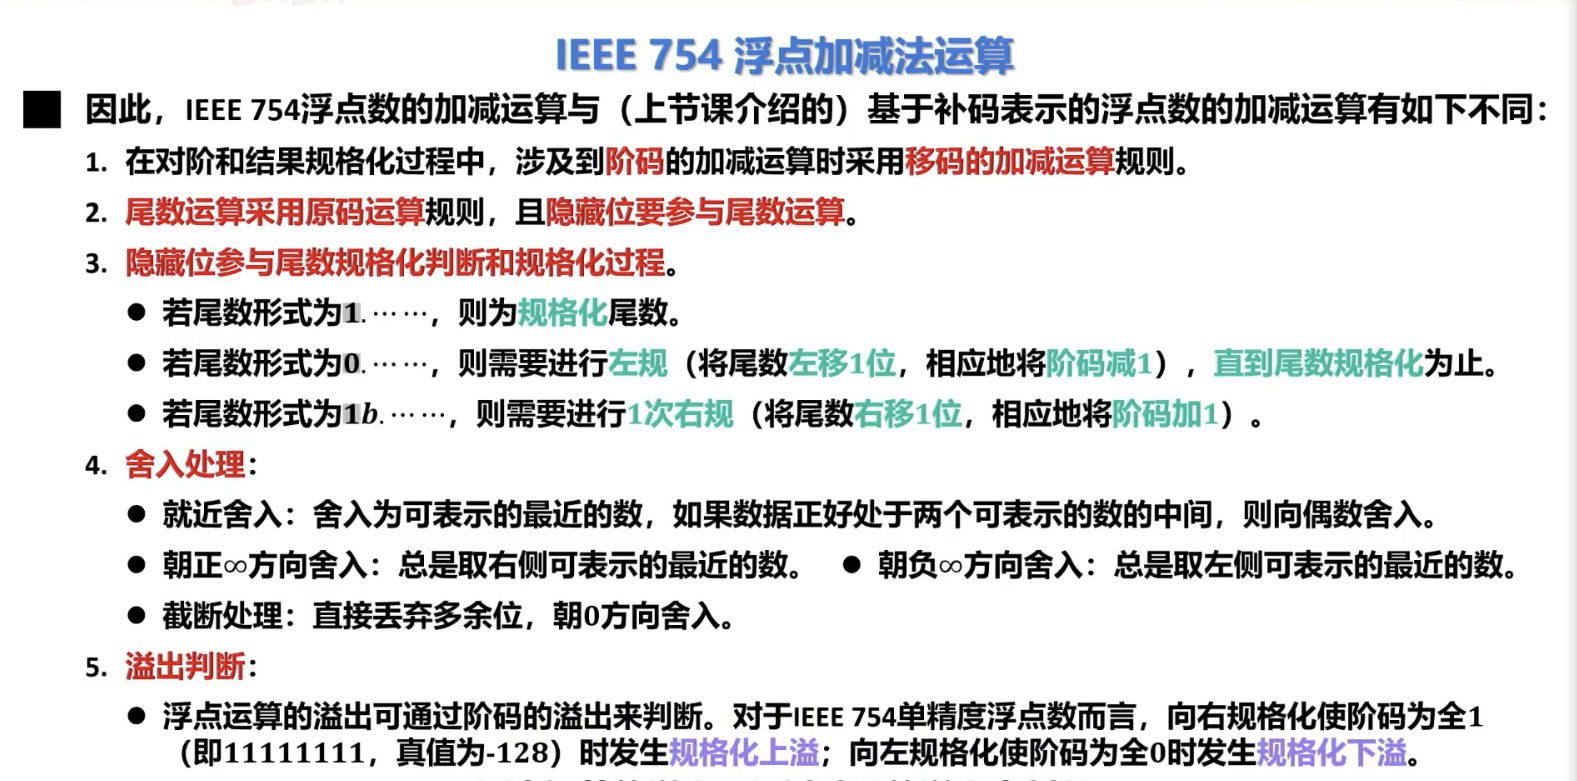 IEEE 754 浮点加减法运算
因此，IEEE 754浮点数的加减运算与（上节课介绍的）基于补码表示的浮点数的加减运算有如下不同：
1. 在对阶和结果规格化过程中，涉及到阶码的加减运算时采用移码的加减运算规则。
2. 尾数运算采用原码运算规则，且隐藏位要参与尾数运算。
3. 隐藏位参与尾数规格化判断和规格化过程。
● 若尾数形式为1.⋯⋯，则为规格化尾数。
● 若尾数形式为0.⋯⋯，则需要进行左规（将尾数左移1位，相应地将阶码减1），直到尾数规格化为止。
● 若尾数形式为1b.⋯⋯，则需要进行1次右规（将尾数右移1位，相应地将阶码加1）。
4. 舍入处理：
● 就近舍入：舍入为可表示的最近的数，如果数据正好处于两个可表示的数的中间，则向偶数舍入。
● 朝正∞方向舍入：总是取右侧可表示的最近的数。 ● 朝负∞方向舍入：总是取左侧可表示的最近的数。
● 截断处理：直接丢弃多余位，朝0方向舍入。
5. 溢出判断：
● 浮点运算的溢出可通过阶码的溢出来判断。对于IEEE 754单精度浮点数而言，向右规格化使阶码为全1
（即11111111，真值为-128）时发生规格化上溢；向左规格化使阶码为全0时发生规格化下溢。